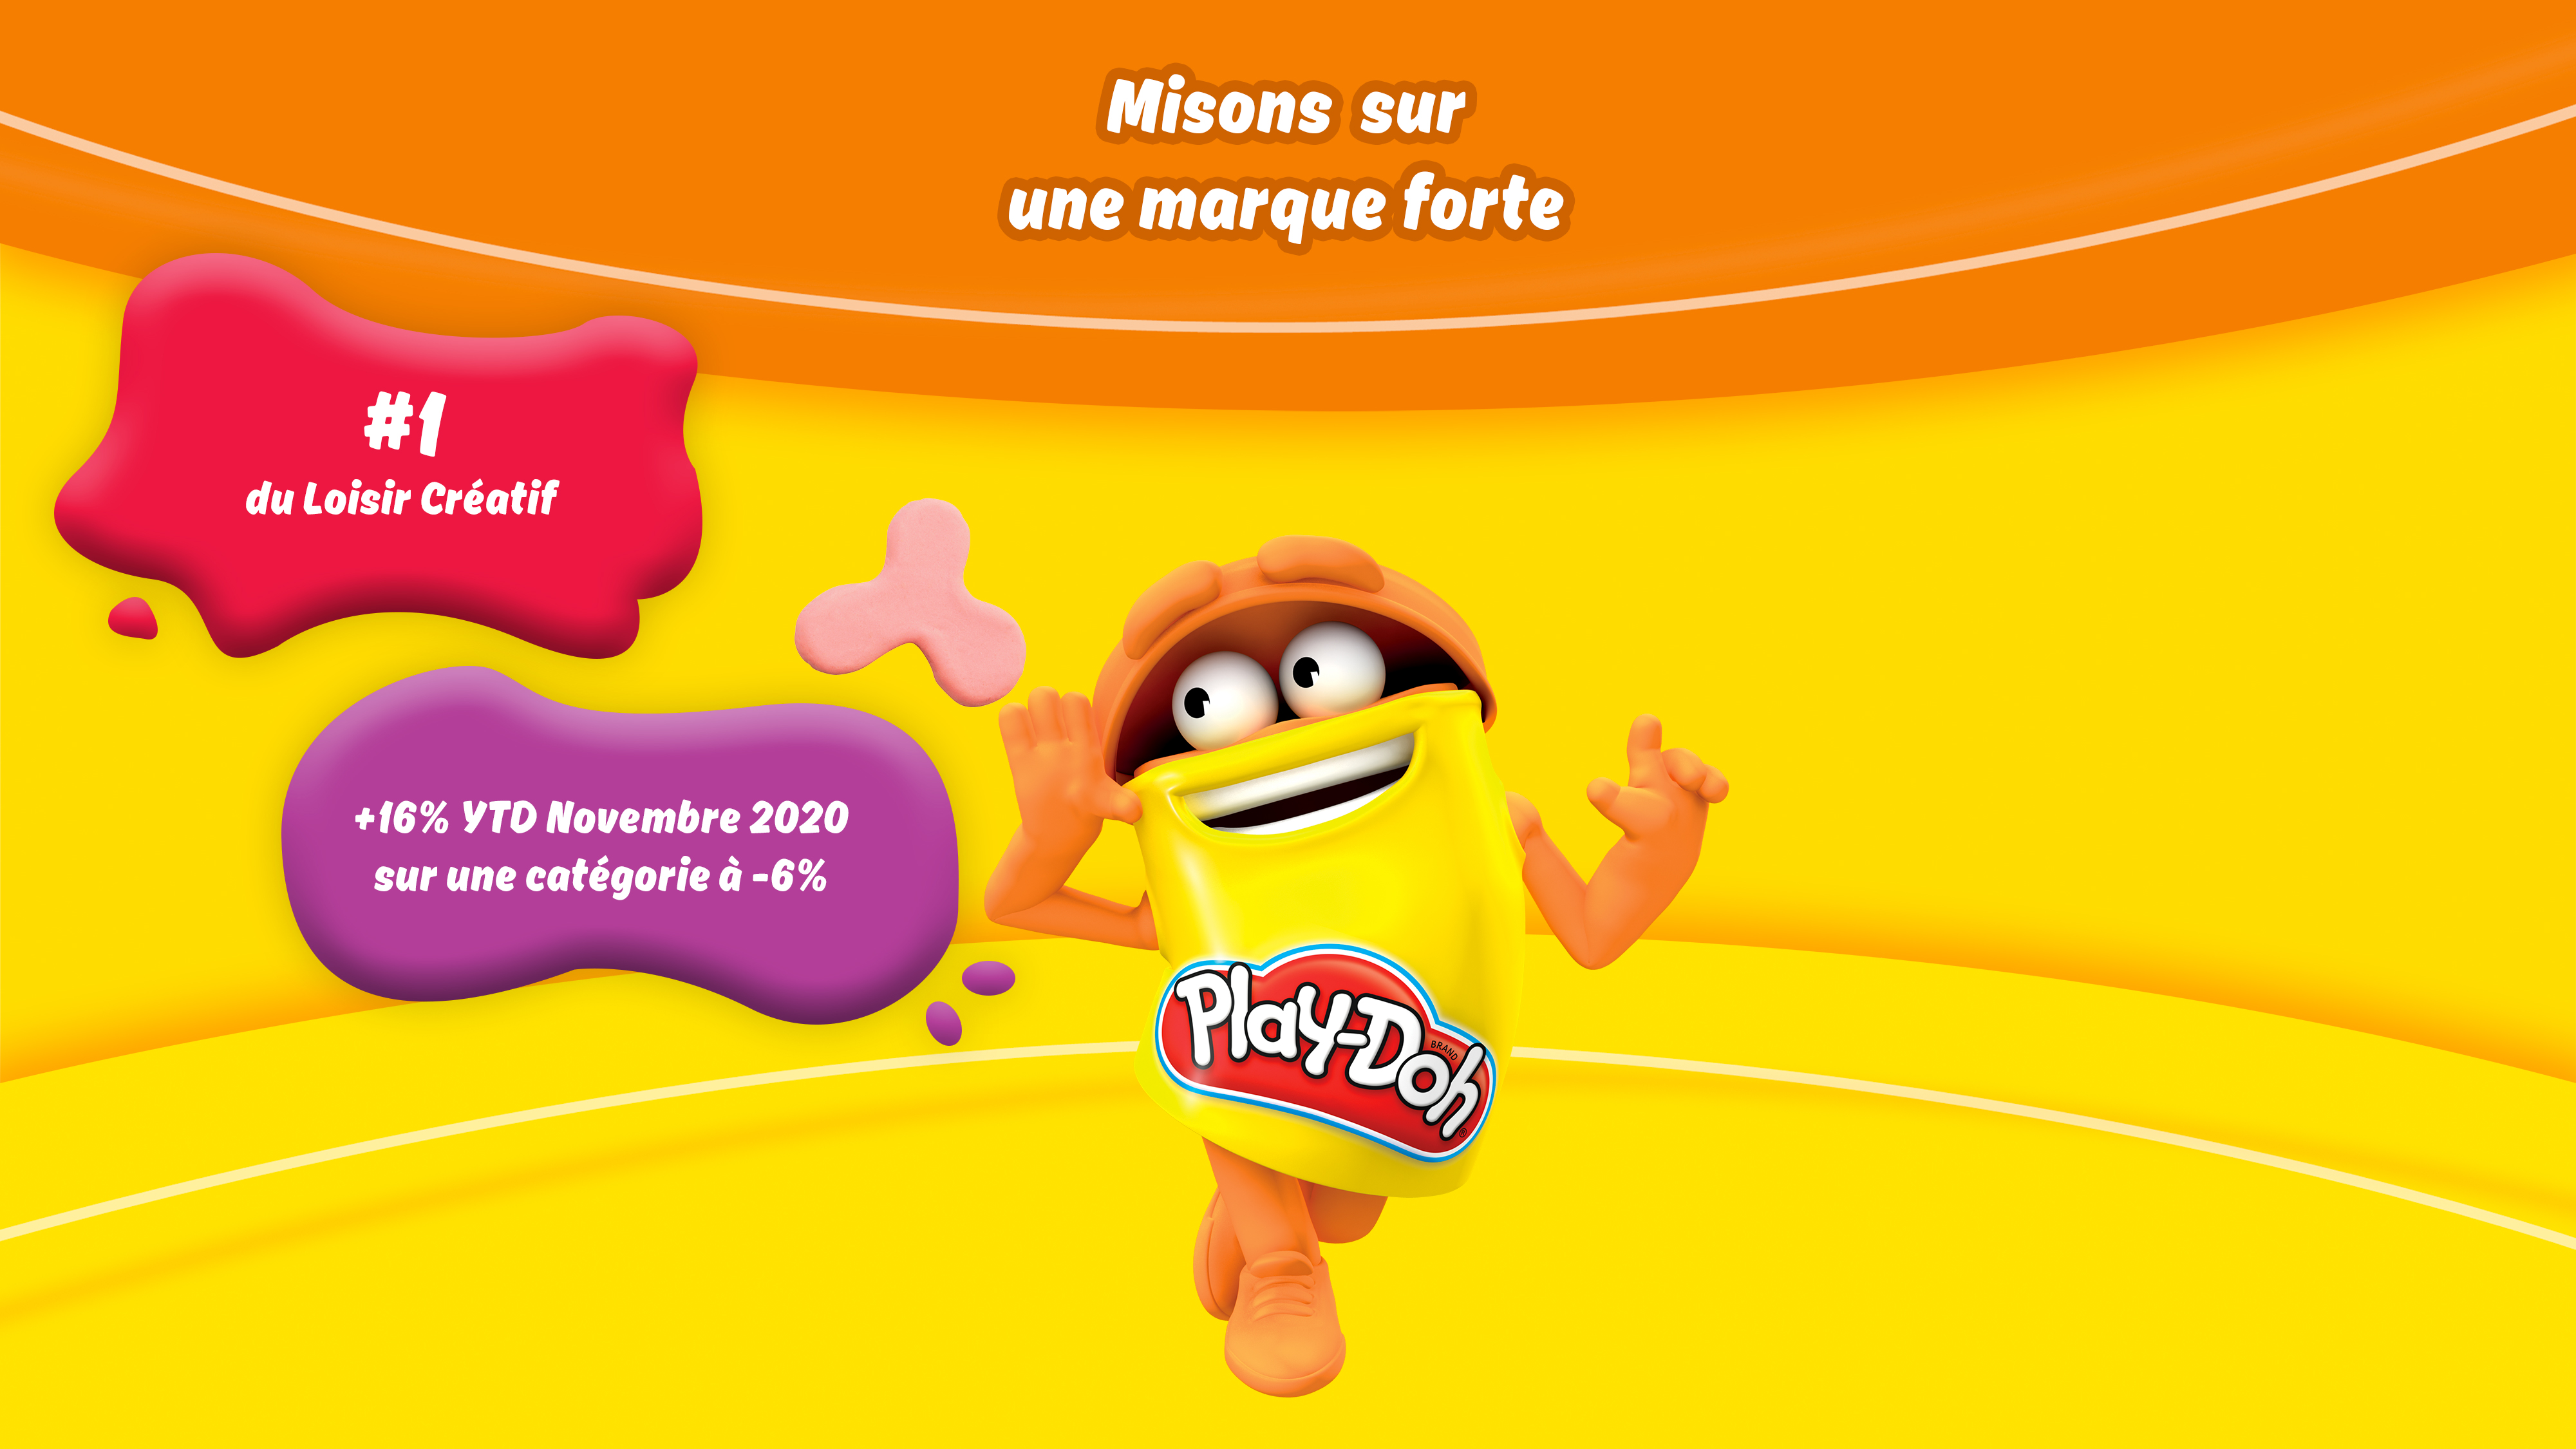 Misons sur
une marque forte
#1
du Loisir Créatif
+16% YTD Novembre 2020
sur une catégorie à -6%
Play-Doh
BRAND
®